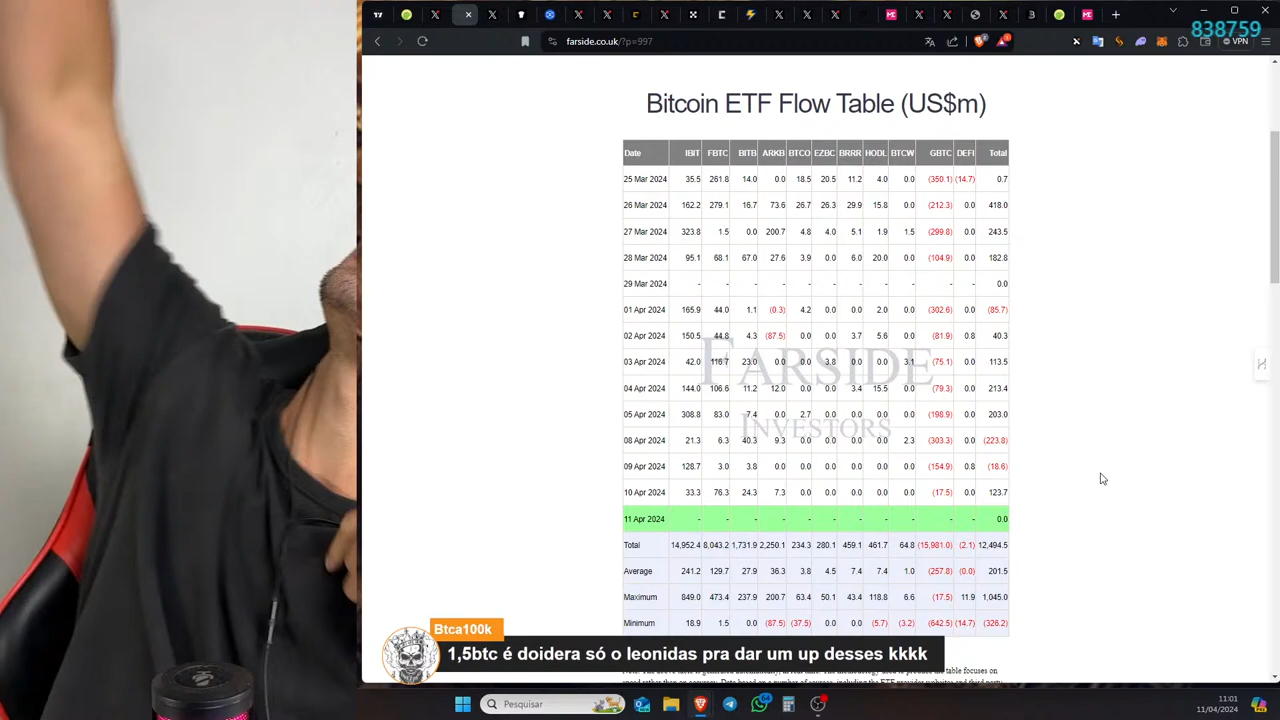 838759
farside.co.uk/?p=997
VPN
Bitcoin ETF Flow Table (US$m)
Date IBIT FBTC BITB ARKB BTCO EZBC BRRR HODL BTCW GBTC DEFI Total
25 Mar 2024 35.5 261.8 14.0 0.0 18.5 20.5 11.2 4.0 0.0 (350.1) (14.7) 0.7
26 Mar 2024 162.2 279.1 16.7 73.6 26.7 26.3 29.9 15.8 0.0 (212.3) 0.0 418.0
27 Mar 2024 323.8 1.5 0.0 200.7 4.8 4.0 5.1 1.9 1.5 (299.8) 0.0 243.5
28 Mar 2024 95.1 68.1 67.0 27.6 3.9 0.0 6.0 20.0 0.0 (104.9) 0.0 182.8
29 Mar 2024 - - - - - - - - - - - 0.0
01 Apr 2024 165.9 44.0 1.1 (0.3) 4.2 0.0 0.0 2.0 0.0 (302.6) 0.0 (85.7)
02 Apr 2024 150.5 44.8 4.3 (87.5) 0.0 0.0 3.7 5.6 0.0 (81.9) 0.8 40.3
03 Apr 2024 42.0 116.7 23.0 0.0 0.0 3.8 0.0 0.0 3.1 (75.1) 0.0 113.5
FARSIDE
04 Apr 2024 144.0 106.6 11.2 12.0 0.0 0.0 3.4 15.5 0.0 (79.3) 0.0 213.4
05 Apr 2024 308.8 83.0 7.4 0.0 2.7 0.0 0.0 0.0 0.0 (198.9) 0.0 203.0
INVESTORS
08 Apr 2024 21.3 6.3 40.3 9.3 0.0 0.0 0.0 0.0 2.3 (303.3) 0.0 (223.8)
09 Apr 2024 128.7 3.0 3.8 0.0 0.0 0.0 0.0 0.0 0.0 (154.9) 0.8 (18.6)
10 Apr 2024 33.3 76.3 24.3 7.3 0.0 0.0 0.0 0.0 0.0 (17.5) 0.0 123.7
11 Apr 2024 - - - - - - - - - - - 0.0
Total 14,952.4 8,043.2 1,731.9 2,250.1 234.3 280.1 459.1 461.7 64.8 (15,981.0) (2.1) 12,494.5
Average 241.2 129.7 27.9 36.3 3.8 4.5 7.4 7.4 1.0 (257.8) (0.0) 201.5
Maximum 849.0 473.4 237.9 200.7 63.4 50.1 43.4 118.8 6.6 (17.5) 11.9 1,045.0
Minimum 18.9 1.5 0.0 (87.5) (37.5) 0.0 0.0 (5.7) (3.2) (642.5) (14.7) (326.2)
Btca100k
1,5btc é doidera só o leonidas pra dar um up desses kkkk
table focuses on
Pesquisar
11:01
11/04/2024